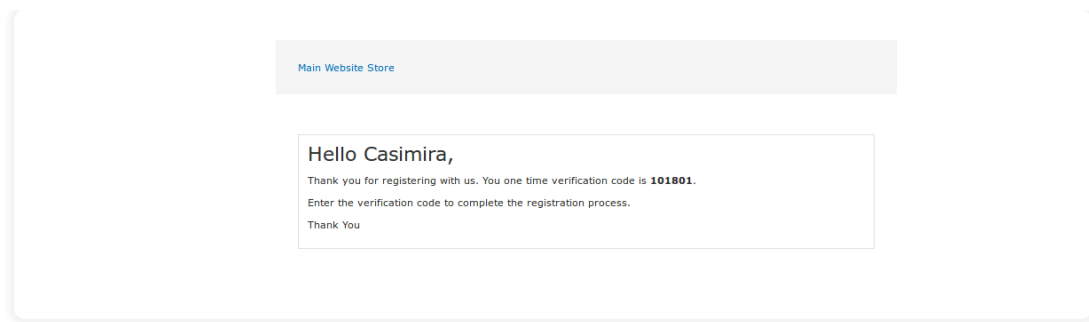 Main Website Store
Hello Casimira,
Thank you for registering with us. You one time verification code is 101801.
Enter the verification code to complete the registration process.
Thank You